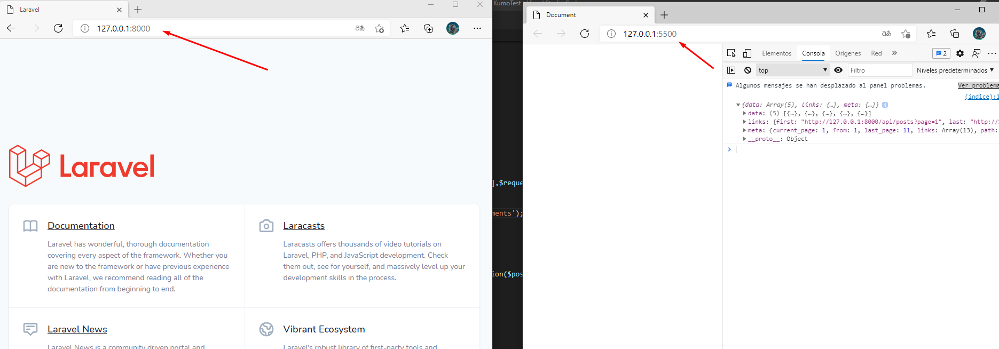 Laravel
127.0.0.1:8000
Laravel
Documentation
Laravel has wonderful, thorough documentation
covering every aspect of the framework. Whether you
are new to the framework or have previous experience
with Laravel, we recommend reading all of the
documentation from beginning to end.
Laracasts
Laracasts offers thousands of video tutorials on
Laravel, PHP, and JavaScript development. Check
them out, see for yourself, and massively level up your
development skills in the process.
Laravel News
Laravel News is a community driven portal and
Vibrant Ecosystem
Laravel's robust library of first-party tools and
KumoTest
],$reque
ments');
ion($pos
Document
127.0.0.1:5500
Elementos Consola Orígenes Red » 2
top Filtro Niveles predeterminados
Algunos mensajes se han desplazado al panel problemas. Ver problema
(índice):1
{data: Array(5), links: {…}, meta: {…}} i
data: (5) [{…}, {…}, {…}, {…}, {…}]
links: {first: "http://127.0.0.1:8000/api/posts?page=1", last: "http://1
meta: {current_page: 1, from: 1, last_page: 11, links: Array(13), path:
__proto__: Object